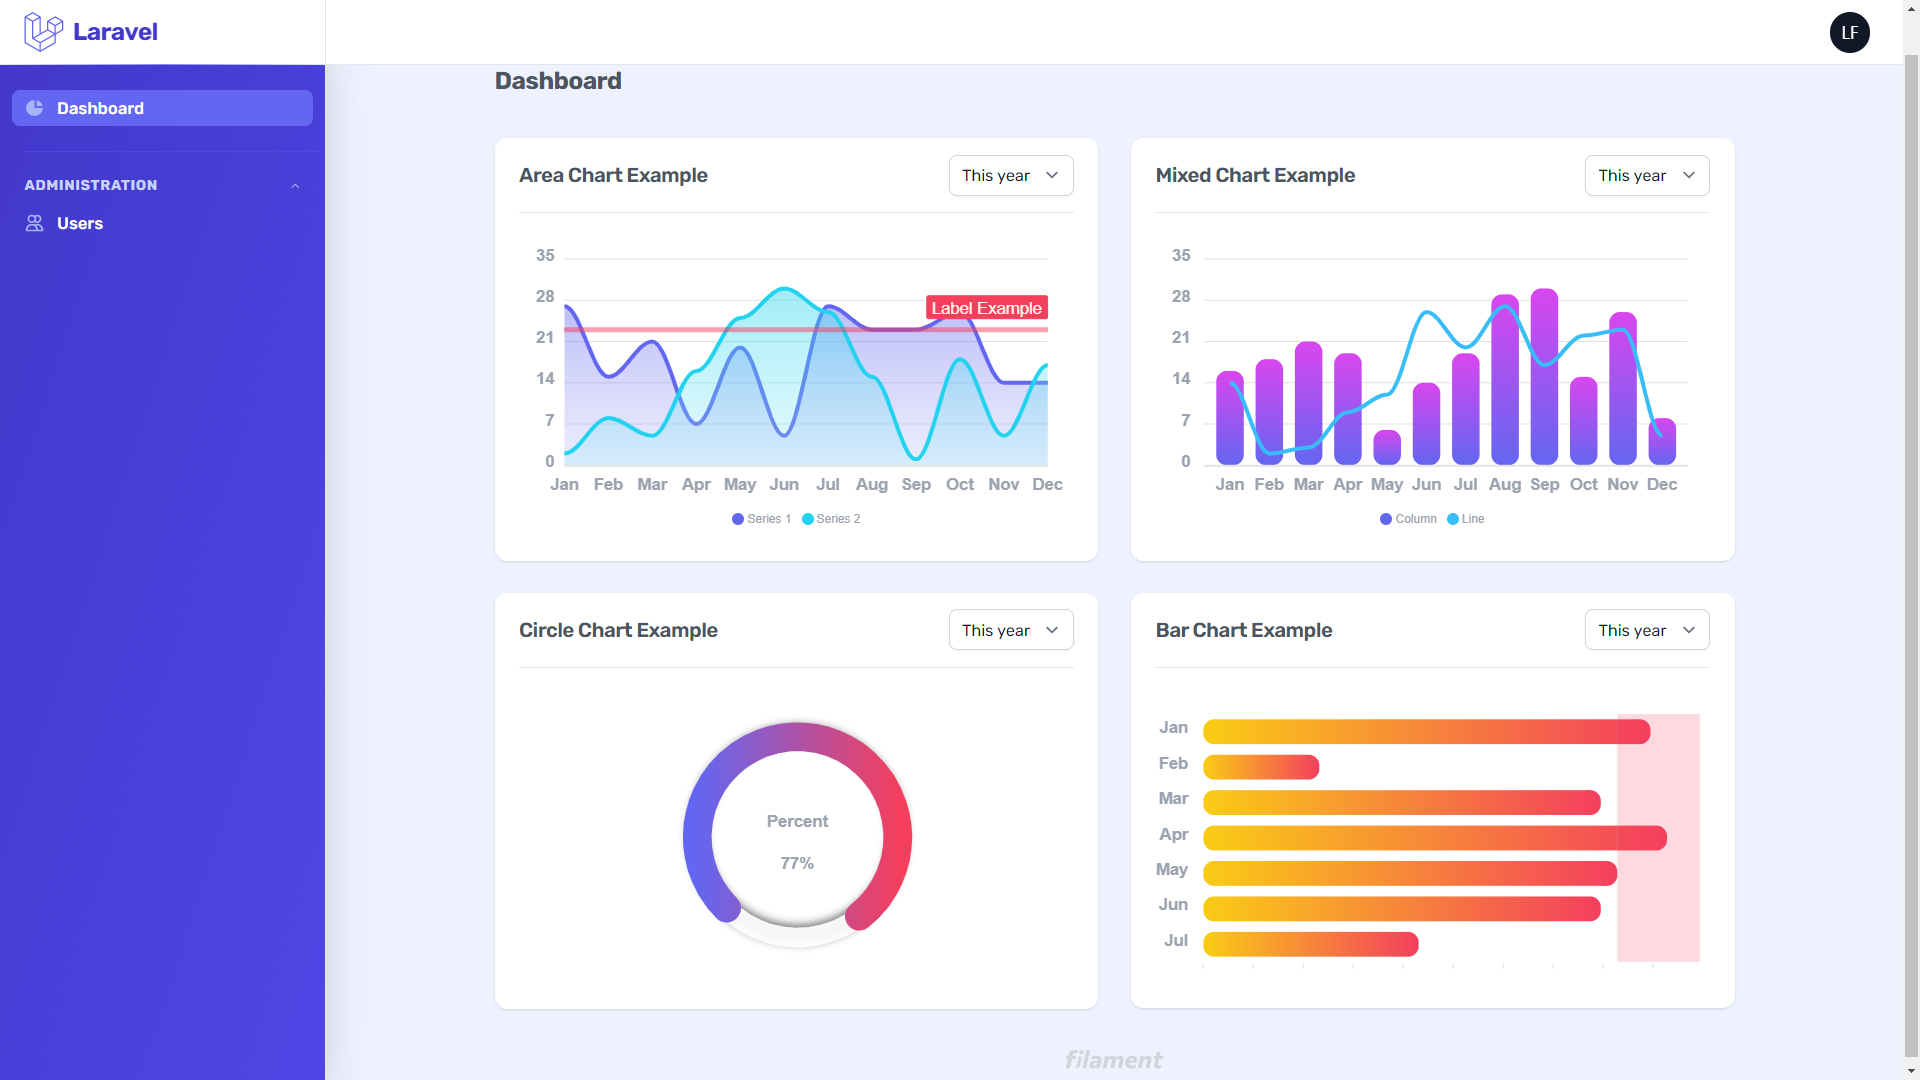 Laravel
LF
Dashboard
ADMINISTRATION
Users
Dashboard
Area Chart Example
This year
35
28
21
14
7
0
Label Example
Jan Feb Mar Apr May Jun Jul Aug Sep Oct Nov Dec
Series 1 Series 2
Mixed Chart Example
This year
35
28
21
14
7
0
Jan Feb Mar Apr May Jun Jul Aug Sep Oct Nov Dec
Column Line
Circle Chart Example
This year
Percent
77%
Bar Chart Example
This year
Jan
Feb
Mar
Apr
May
Jun
Jul
filament